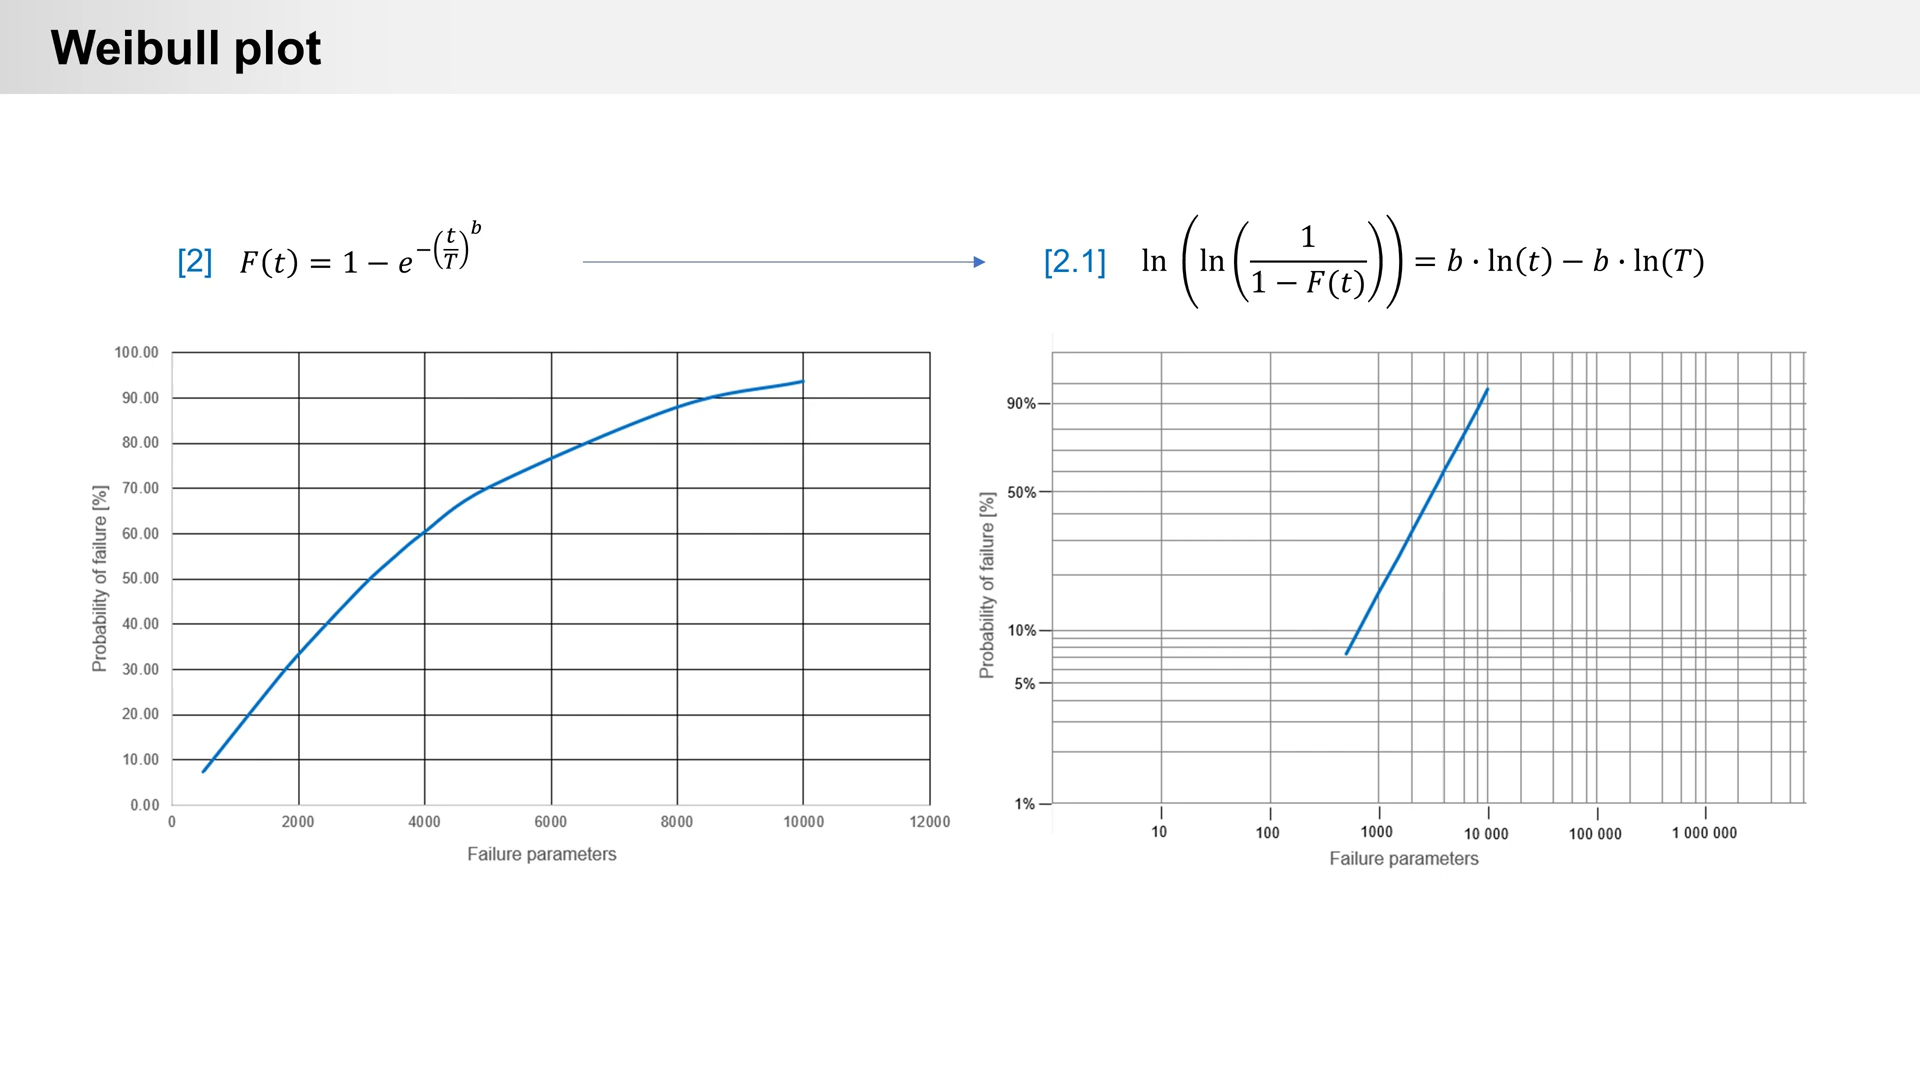 Weibull plot
[2] F(t) = 1 − e^{−(t/T)^b}
[2.1] ln(ln(1/(1 − F(t)))) = b · ln(t) − b · ln(T)
Probability of failure [%]
100.00
90.00
80.00
70.00
60.00
50.00
40.00
30.00
20.00
10.00
0.00
0 2000 4000 6000 8000 10000 12000
Failure parameters
Probability of failure [%]
90%
50%
10%
5%
1%
10 100 1000 10 000 100 000 1 000 000
Failure parameters